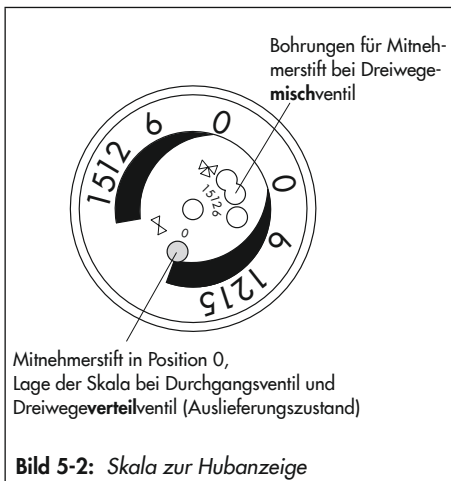 Bohrungen für Mitneh-
merstift bei Dreiwege-
mischventil
1512 6 0
0 6 1215
15 12 6
0
Mitnehmerstift in Position 0,
Lage der Skala bei Durchgangsventil und
Dreiwegeverteilventil (Auslieferungszustand)
Bild 5-2: Skala zur Hubanzeige